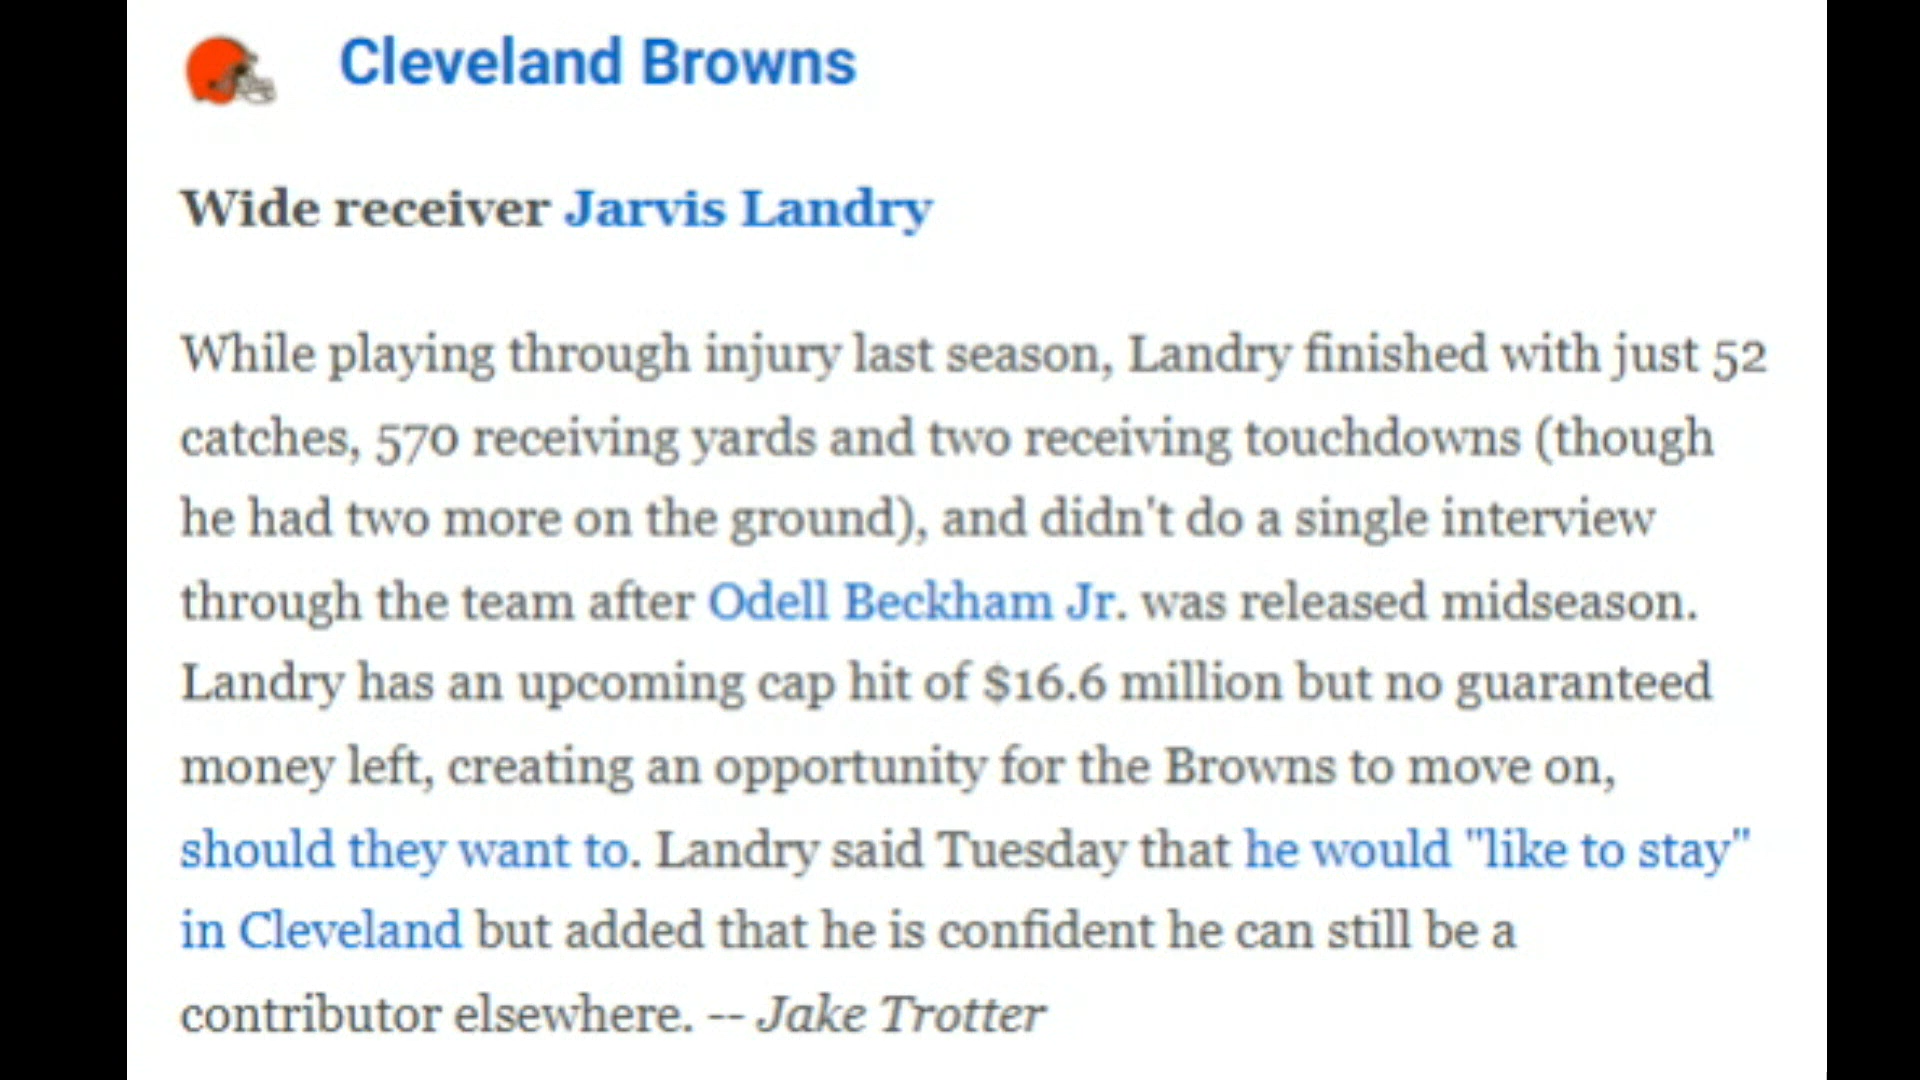 Cleveland Browns
Wide receiver Jarvis Landry
While playing through injury last season, Landry finished with just 52
catches, 570 receiving yards and two receiving touchdowns (though
he had two more on the ground), and didn't do a single interview
through the team after Odell Beckham Jr. was released midseason.
Landry has an upcoming cap hit of $16.6 million but no guaranteed
money left, creating an opportunity for the Browns to move on,
should they want to. Landry said Tuesday that he would "like to stay"
in Cleveland but added that he is confident he can still be a
contributor elsewhere. -- Jake Trotter